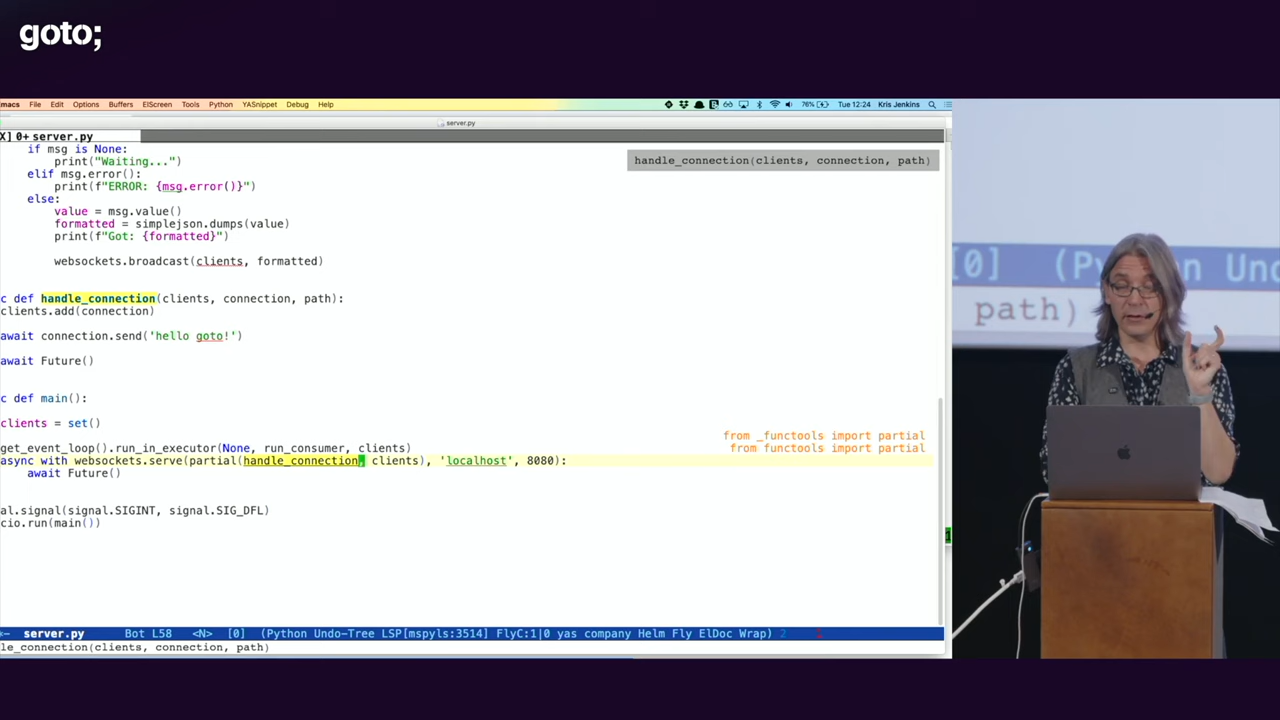 goto;
macs File Edit Options Buffers ElScreen Tools Python YASnippet Debug Help
76% Tue 12:24 Kris Jenkins
server.py
X] 0+ server.py
if msg is None:
print("Waiting...")
elif msg.error():
print(f"ERROR: {msg.error()}")
else:
value = msg.value()
formatted = simplejson.dumps(value)
print(f"Got: {formatted}")
websockets.broadcast(clients, formatted)
handle_connection(clients, connection, path)
c def handle_connection(clients, connection, path):
clients.add(connection)
await connection.send('hello goto!')
await Future()
c def main():
clients = set()
from _functools import partial
get_event_loop().run_in_executor(None, run_consumer, clients)
from functools import partial
async with websockets.serve(partial(handle_connection, clients), 'localhost', 8080):
await Future()
al.signal(signal.SIGINT, signal.SIG_DFL)
cio.run(main())
server.py Bot L58 <N> [0] (Python Undo-Tree LSP[mspyls:3514] FlyC:1|0 yas company Helm Fly ElDoc Wrap) 2
le_connection(clients, connection, path)
[0] (Python Und
path)